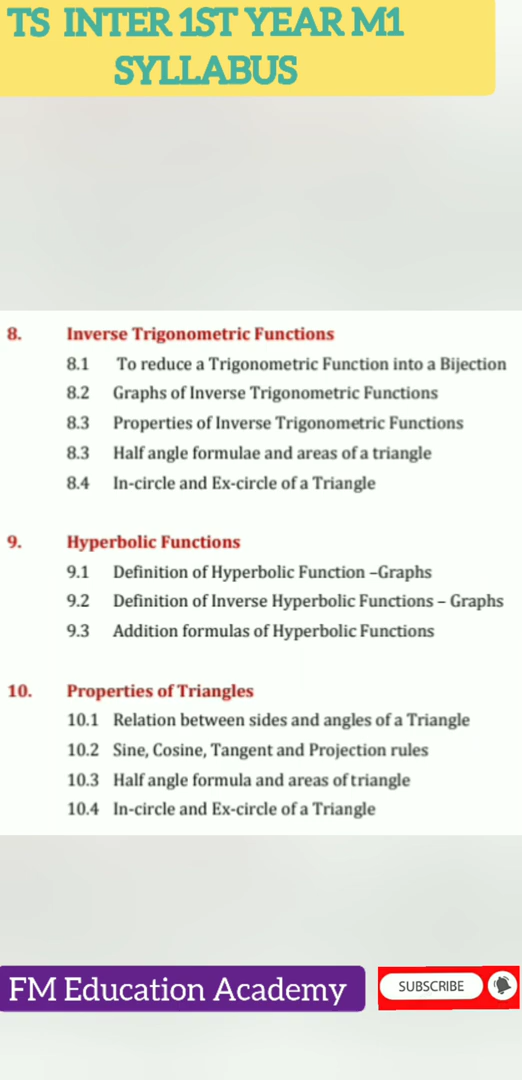 TS INTER 1ST YEAR M1
SYLLABUS
8. Inverse Trigonometric Functions
8.1 To reduce a Trigonometric Function into a Bijection
8.2 Graphs of Inverse Trigonometric Functions
8.3 Properties of Inverse Trigonometric Functions
8.3 Half angle formulae and areas of a triangle
8.4 In-circle and Ex-circle of a Triangle
9. Hyperbolic Functions
9.1 Definition of Hyperbolic Function –Graphs
9.2 Definition of Inverse Hyperbolic Functions – Graphs
9.3 Addition formulas of Hyperbolic Functions
10. Properties of Triangles
10.1 Relation between sides and angles of a Triangle
10.2 Sine, Cosine, Tangent and Projection rules
10.3 Half angle formula and areas of triangle
10.4 In-circle and Ex-circle of a Triangle
FM Education Academy
SUBSCRIBE